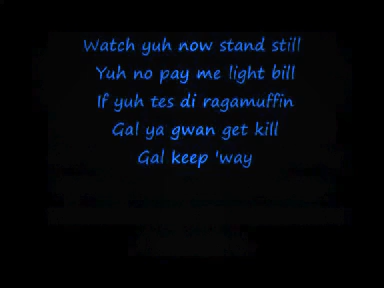 Watch yuh now stand still
Yuh no pay me light bill
If yuh tes di ragamuffin
Gal ya gwan get kill
Gal keep 'way